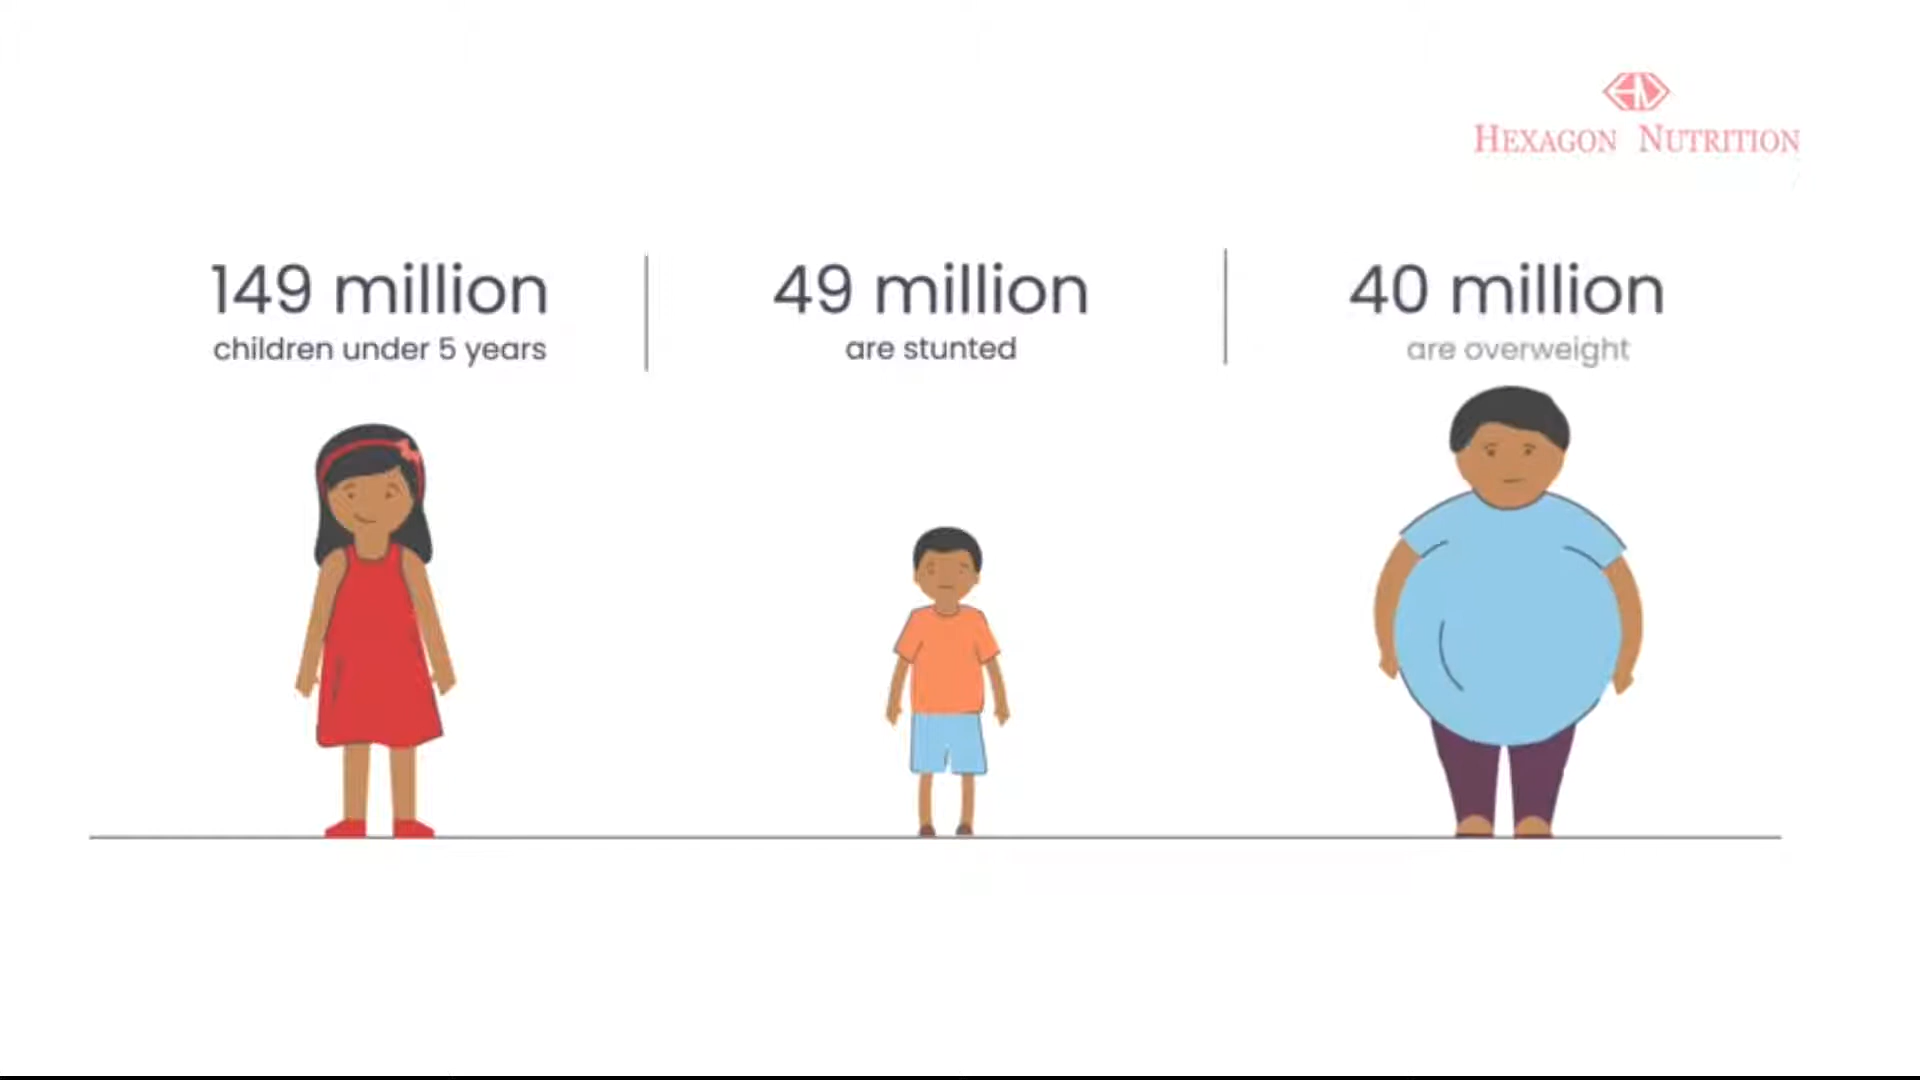 HEXAGON NUTRITION
149 million
children under 5 years
49 million
are stunted
40 million
are overweight